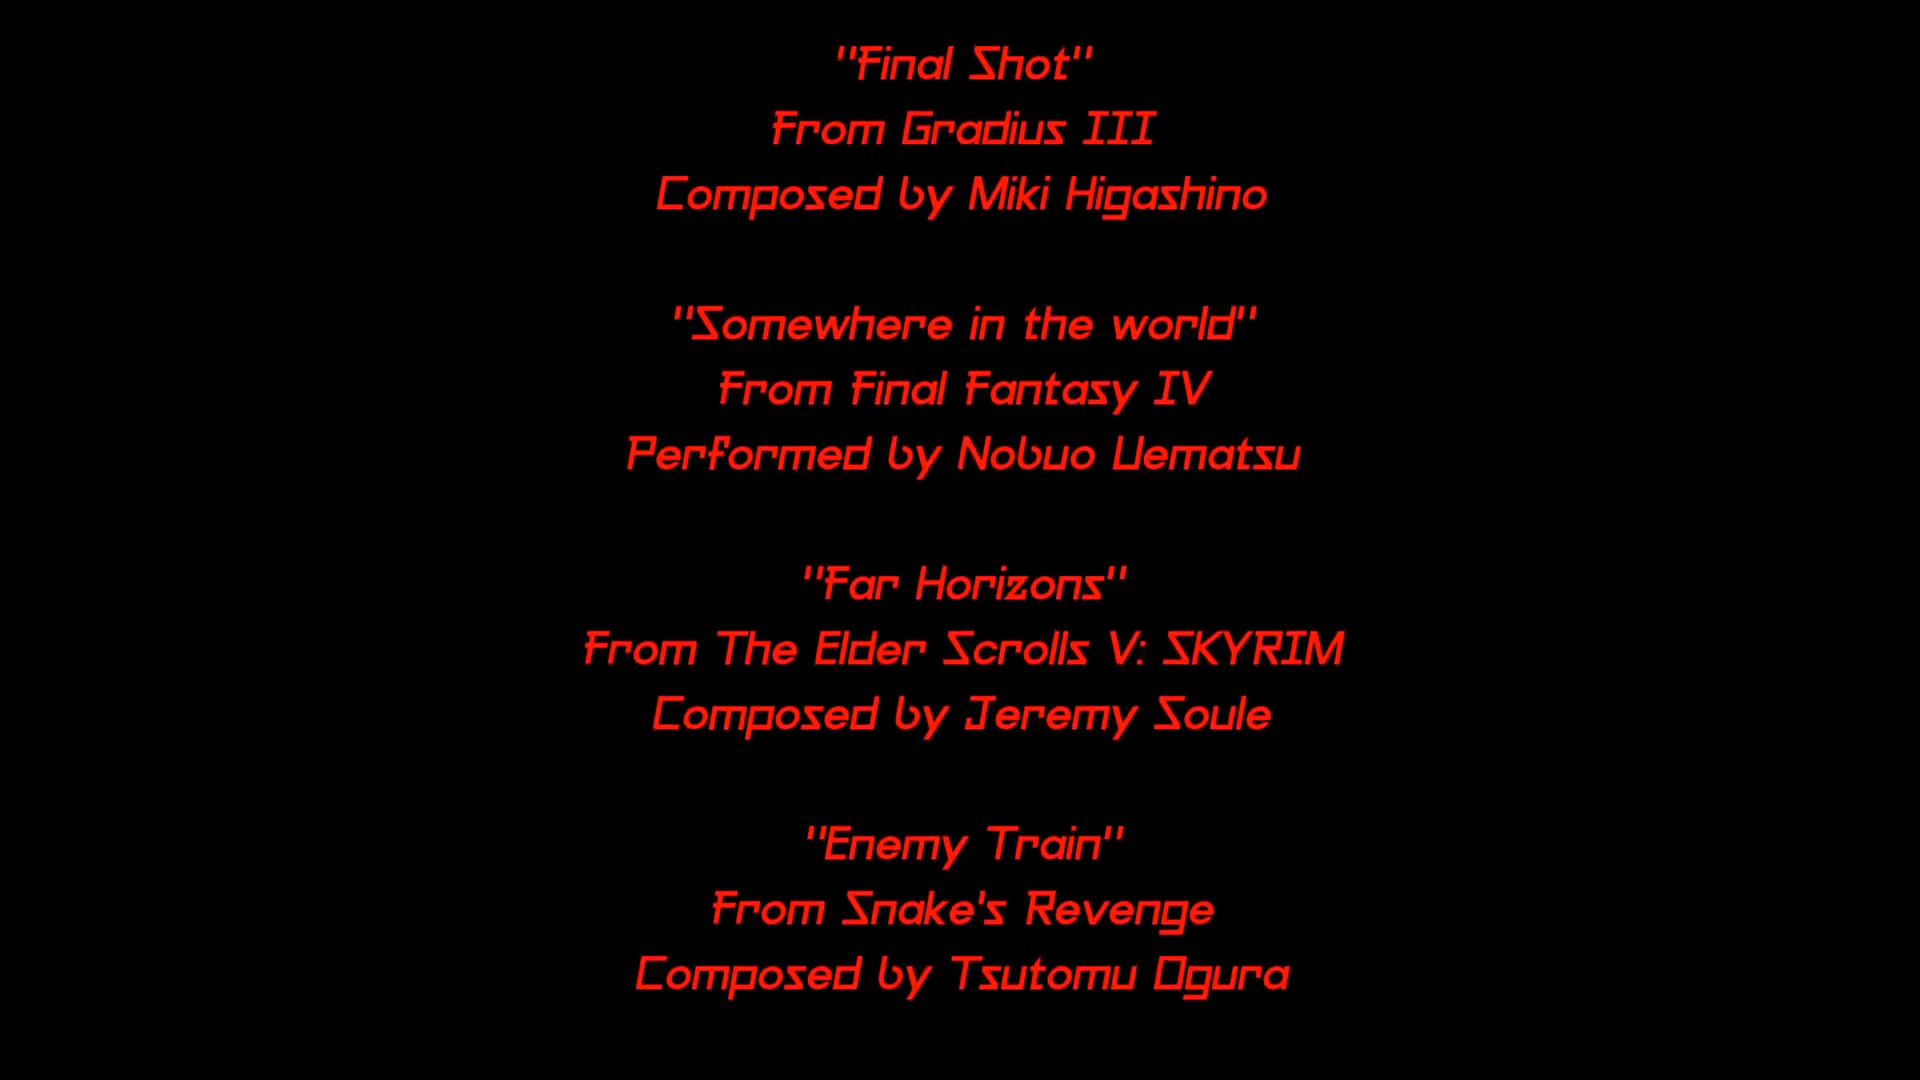 "Final Shot"
From Gradius III
Composed by Miki Higashino
"Somewhere in the world"
From Final Fantasy IV
Performed by Nobuo Uematsu
"Far Horizons"
From The Elder Scrolls V: SKYRIM
Composed by Jeremy Soule
"Enemy Train"
From Snake's Revenge
Composed by Tsutomu Ogura